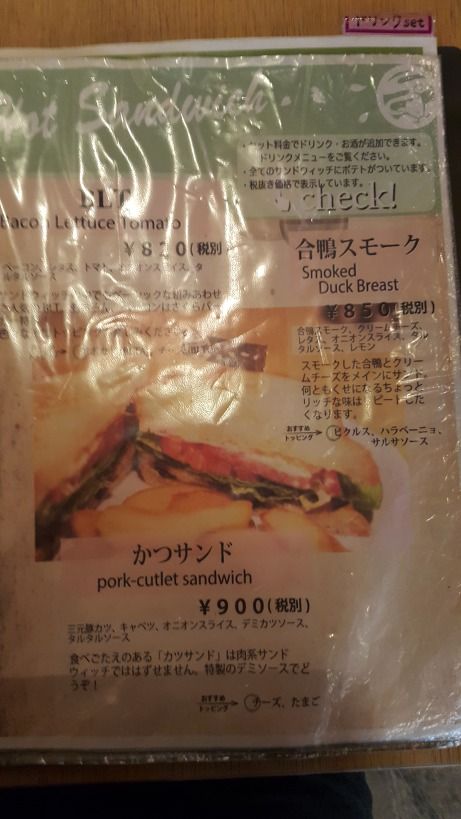 ドリンクset
Hot Sandwich
・セット料金でドリンク・お酒が追加できます。
ドリンクメニューをご覧ください。
・全てのサンドウィッチにポテトがついています。
・税抜き価格で表示しています。
check!
BLT
Bacon Lettuce Tomato
(税別)
合鴨スモーク
Smoked
Duck Breast
¥850(税別)
合鴨スモーク、クリームチーズ、
レタス、オニオンスライス、タル
タルソース、レモン
スモークした合鴨とクリー
ムチーズをメインにサンド。
何ともくせになるちょっと
リッチな味はリピートした
くなります。
おすすめ
トッピング
ピクルス、ハラペーニョ、
サルサソース
かつサンド
pork-cutlet sandwich
¥900(税別)
三元豚カツ、キャベツ、オニオンスライス、デミカツソース、
タルタルソース
食べごたえのある「カツサンド」は肉系サンド
ウィッチでははずせません。特製のデミソースでど
うぞ！
おすすめ
トッピング
チーズ、たまご